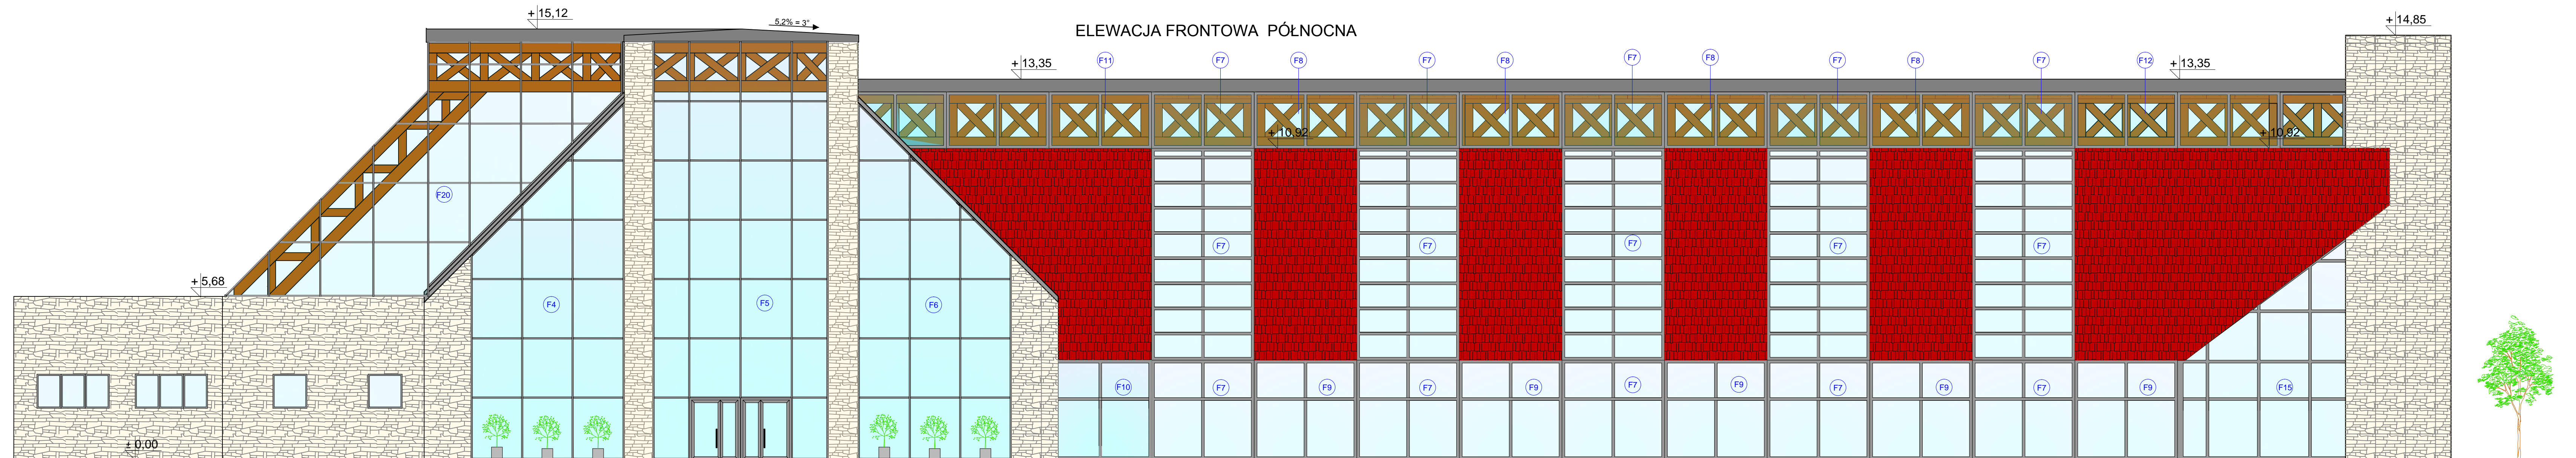 +15,12
5,2% = 3°
ELEWACJA FRONTOWA PÓŁNOCNA
+14,85
+13,35
F11
F7
F8
F7
F8
F7
F8
F7
F8
F7
F12
+13,35
+10,92
+10,92
F20
F7
F7
F7
F7
F7
+5,68
F4
F5
F6
F10
F7
F9
F7
F9
F7
F9
F7
F9
F7
F9
F15
± 0,00